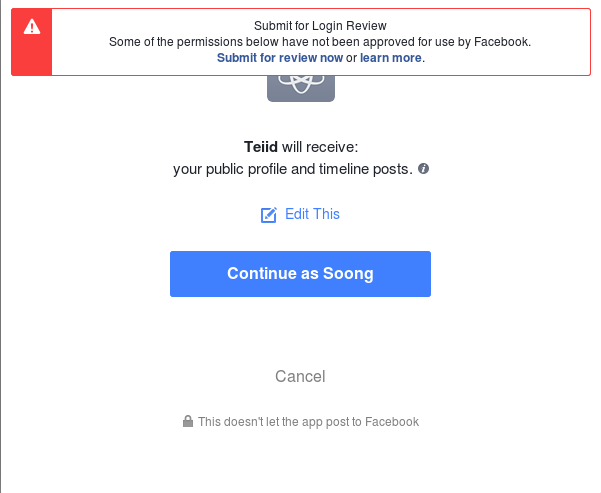 Submit for Login Review
Some of the permissions below have not been approved for use by Facebook.
Submit for review now or learn more.
Teiid will receive:
your public profile and timeline posts.
Edit This
Continue as Soong
Cancel
This doesn't let the app post to Facebook